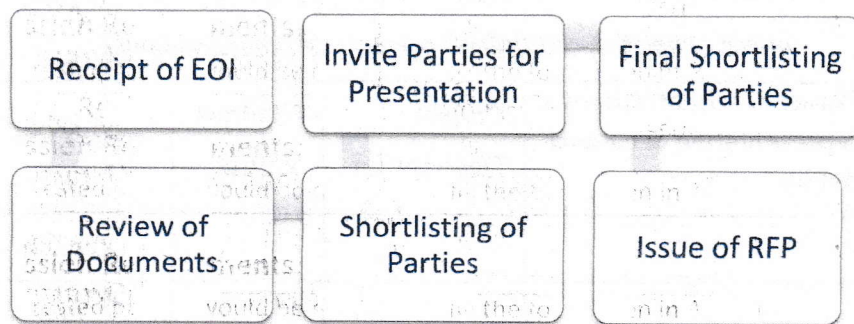 Receipt of EOI
Invite Parties for
Presentation
Final Shortlisting
of Parties
Review of
Documents
Shortlisting of
Parties
Issue of RFP